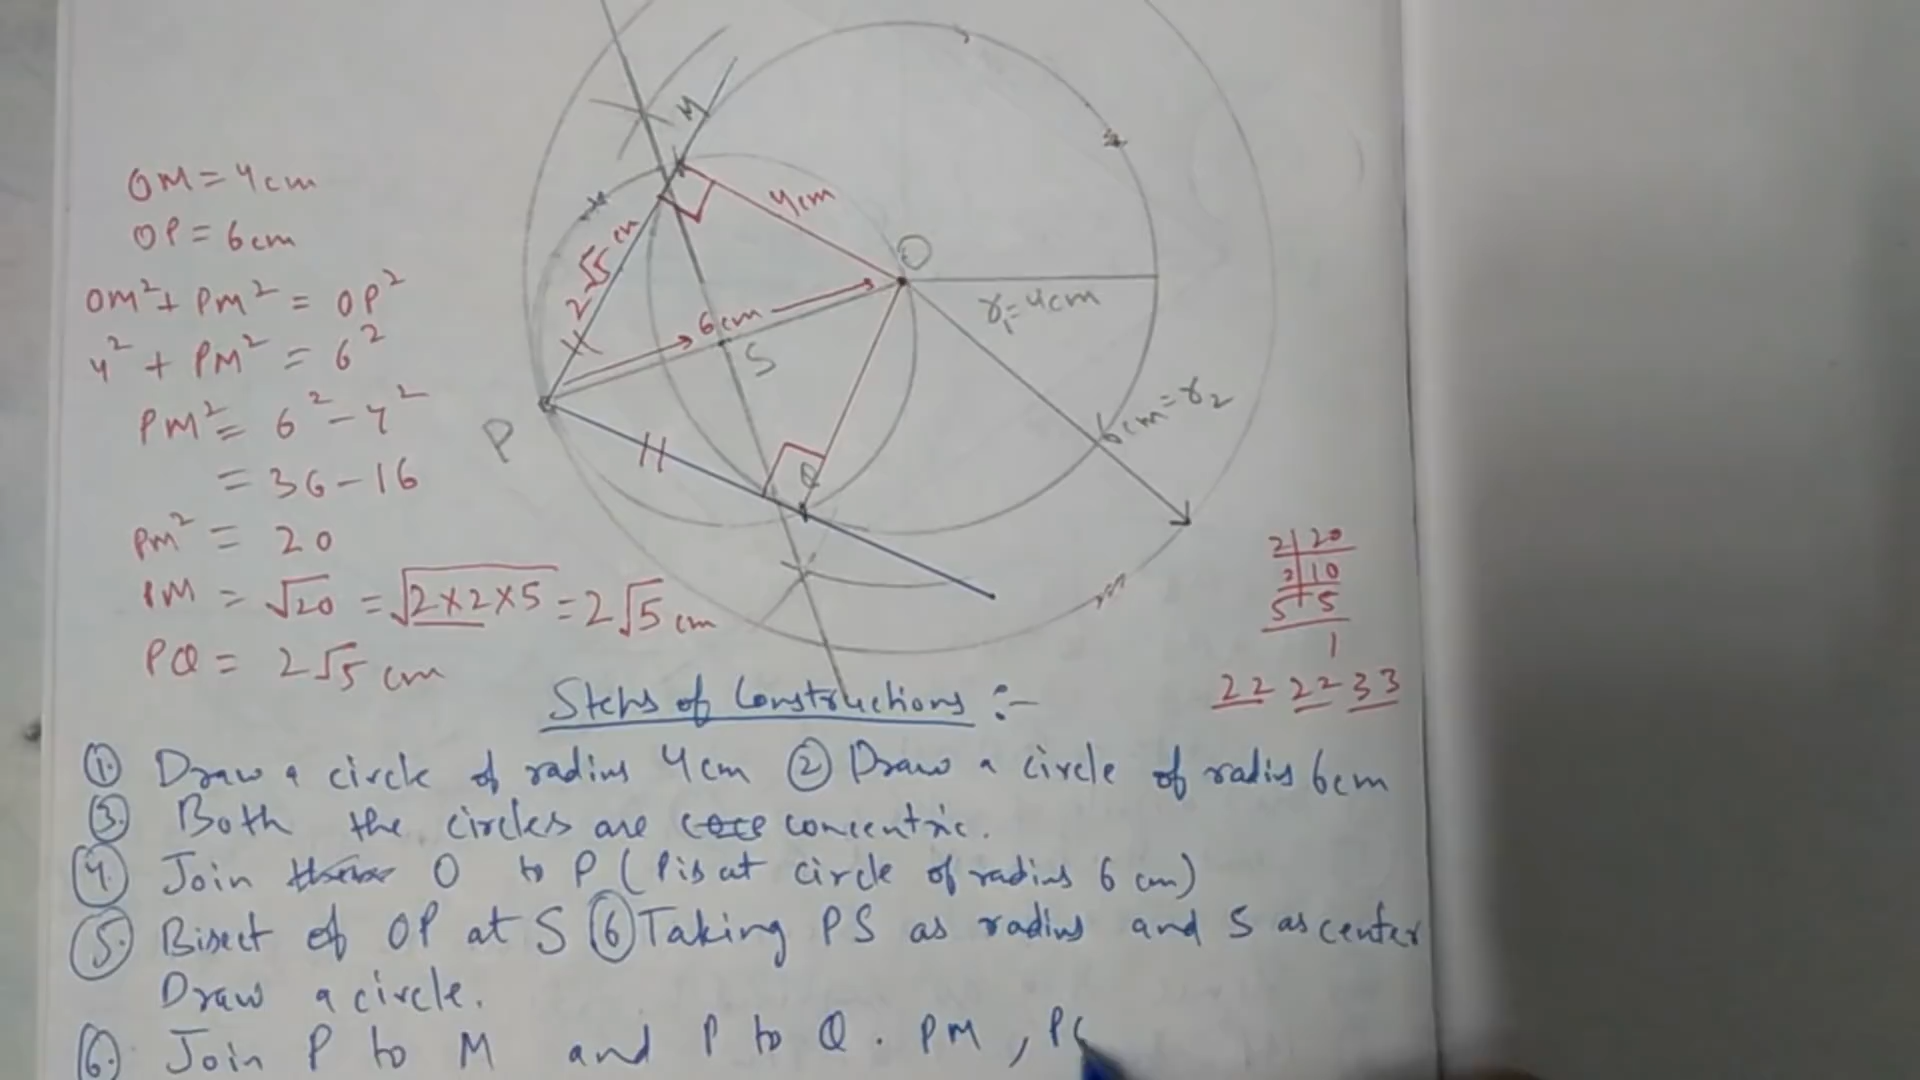 OM = 4cm
OP = 6cm
OM² + PM² = OP²
4² + PM² = 6²
PM² = 6² - 4²
= 36 - 16
PM² = 20
PM = √20 = √2×2×5 = 2√5 cm
PQ = 2√5 cm
M
4cm
2√5 cm
O
6cm
S
r₁=4cm
6cm=r₂
P
Q
2 20
2 10
5 5
1
22 22 33
Steps of Constructions :-
1. Draw a circle of radius 4cm 2 Draw a circle of radius 6cm
3. Both the circles are concentric.
4. Join O to P (P is at circle of radius 6 cm)
5. Bisect of OP at S 6 Taking PS as radius and S as center
Draw a circle.
6. Join P to M and P to Q. PM, PQ